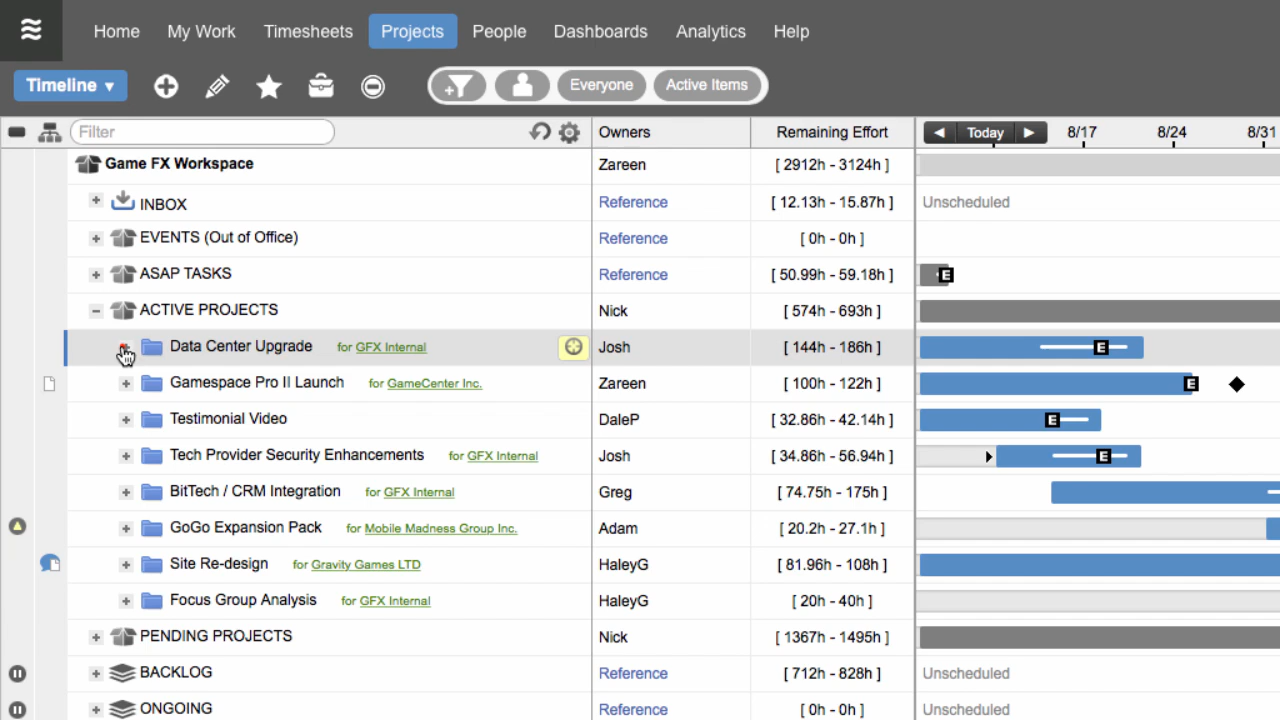 Home My Work Timesheets Projects People Dashboards Analytics Help
Timeline ▾ Everyone Active Items
Filter Owners Remaining Effort ◀ Today ▶ 8/17 8/24 8/31
Game FX Workspace Zareen [ 2912h - 3124h ]
INBOX Reference [ 12.13h - 15.87h ] Unscheduled
EVENTS (Out of Office) Reference [ 0h - 0h ]
ASAP TASKS Reference [ 50.99h - 59.18h ] E
ACTIVE PROJECTS Nick [ 574h - 693h ]
Data Center Upgrade for GFX Internal Josh [ 144h - 186h ] E
Gamespace Pro II Launch for GameCenter Inc. Zareen [ 100h - 122h ] E
Testimonial Video DaleP [ 32.86h - 42.14h ] E
Tech Provider Security Enhancements for GFX Internal Josh [ 34.86h - 56.94h ] E
BitTech / CRM Integration for GFX Internal Greg [ 74.75h - 175h ]
GoGo Expansion Pack for Mobile Madness Group Inc. Adam [ 20.2h - 27.1h ]
Site Re-design for Gravity Games LTD HaleyG [ 81.96h - 108h ]
Focus Group Analysis for GFX Internal HaleyG [ 20h - 40h ]
PENDING PROJECTS Nick [ 1367h - 1495h ]
BACKLOG Reference [ 712h - 828h ] Unscheduled
ONGOING Reference [ 0h - 0h ] Unscheduled